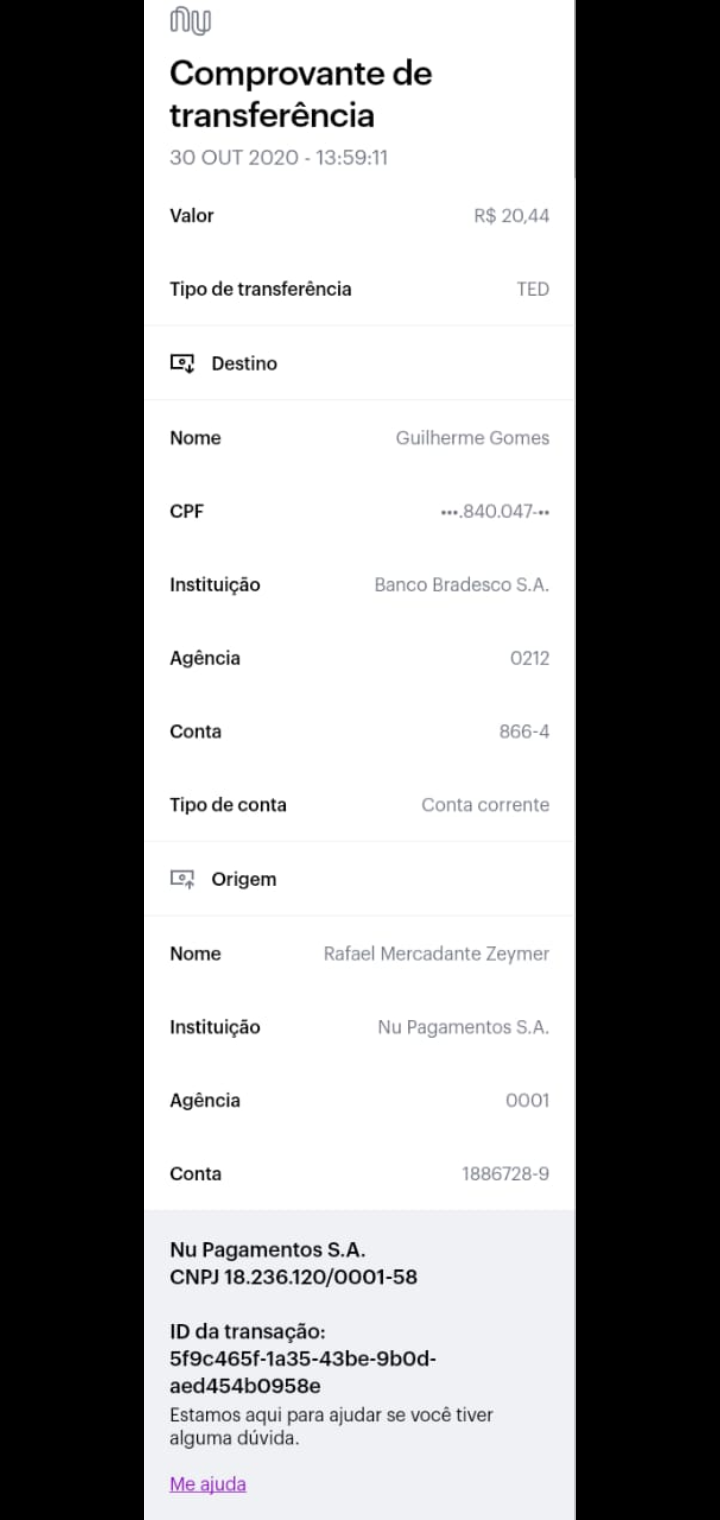 nu
Comprovante de
transferência
30 OUT 2020 - 13:59:11
Valor R$ 20,44
Tipo de transferência TED
Destino
Nome Guilherme Gomes
CPF •••.840.047-••
Instituição Banco Bradesco S.A.
Agência 0212
Conta 866-4
Tipo de conta Conta corrente
Origem
Nome Rafael Mercadante Zeymer
Instituição Nu Pagamentos S.A.
Agência 0001
Conta 1886728-9
Nu Pagamentos S.A.
CNPJ 18.236.120/0001-58
ID da transação:
5f9c465f-1a35-43be-9b0d-
aed454b0958e
Estamos aqui para ajudar se você tiver
alguma dúvida.
Me ajuda